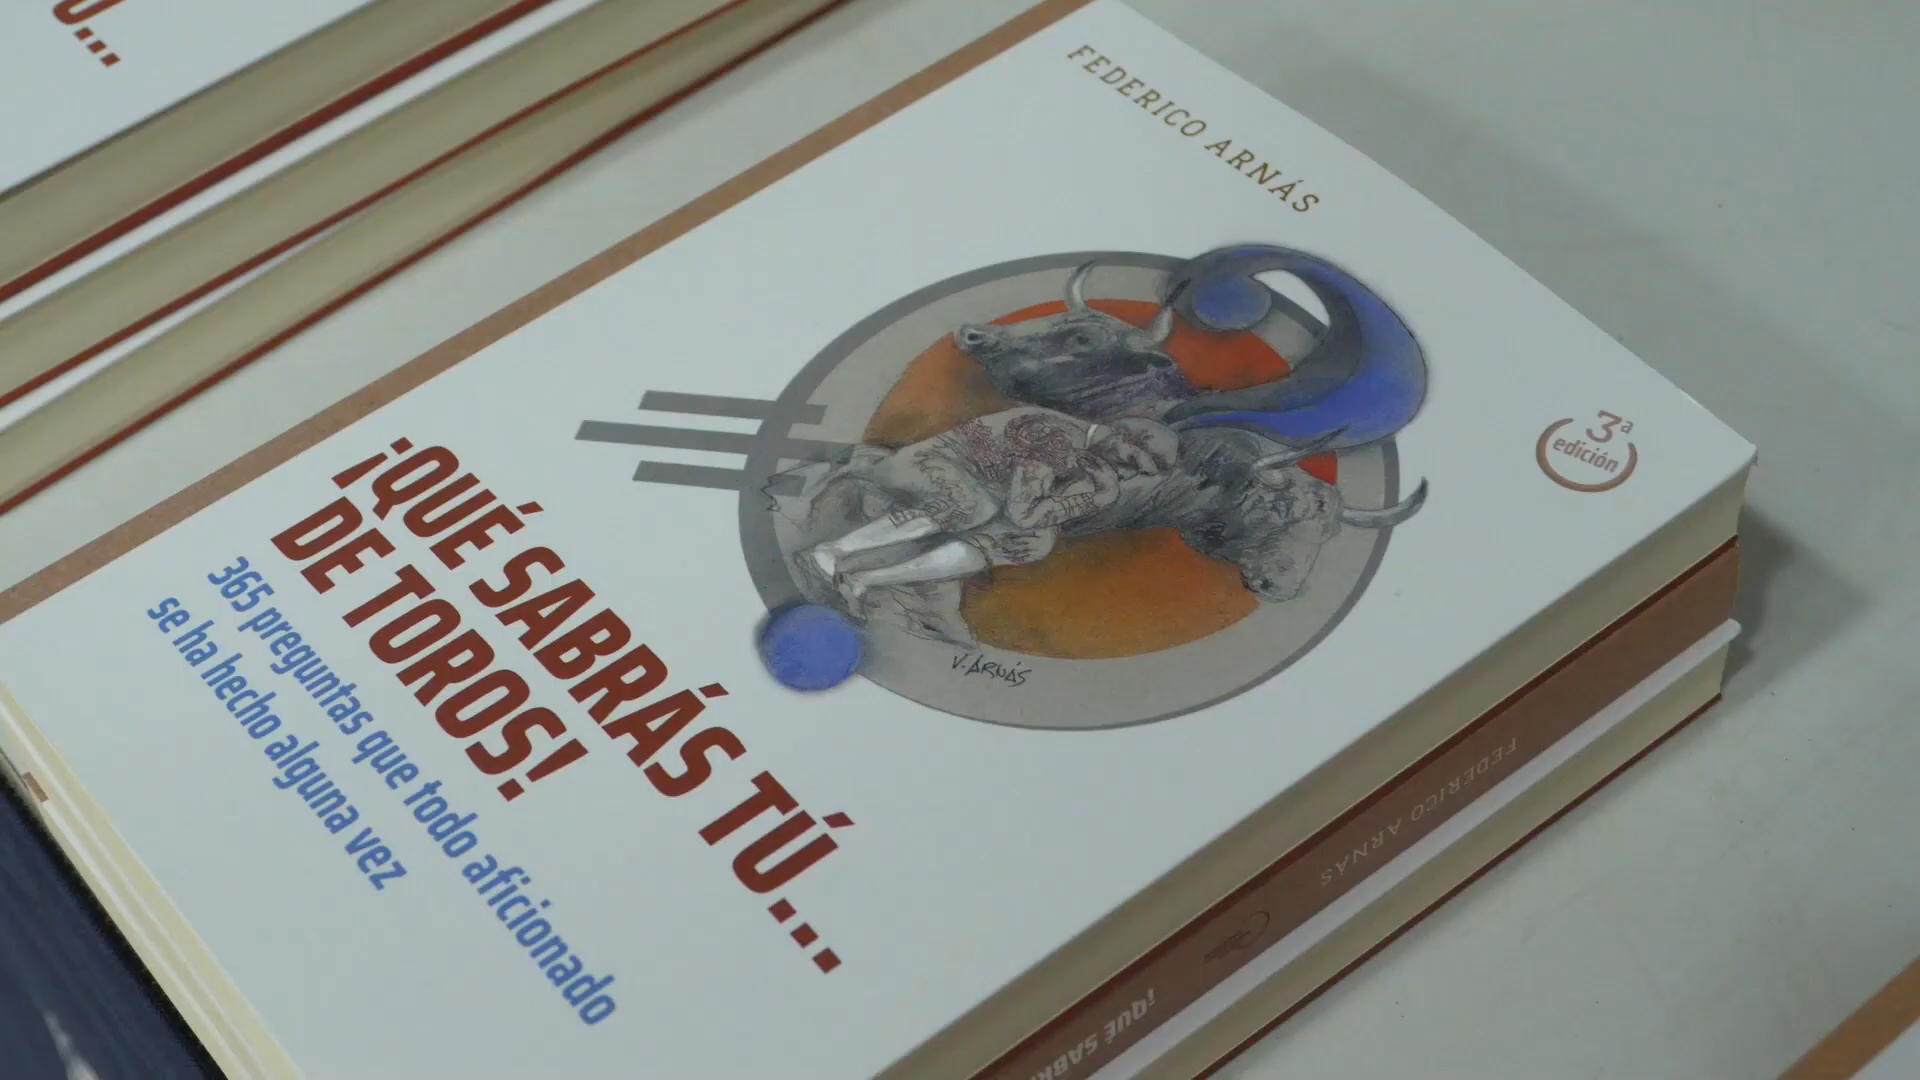 Ú...
FEDERICO ARNÁS
3ª
edición
V. ARNÁS
¡QUÉ SABRÁS TÚ...
DE TOROS!
365 preguntas que todo aficionado
se ha hecho alguna vez
FEDERICO ARNÁS
¡QUÉ SABR